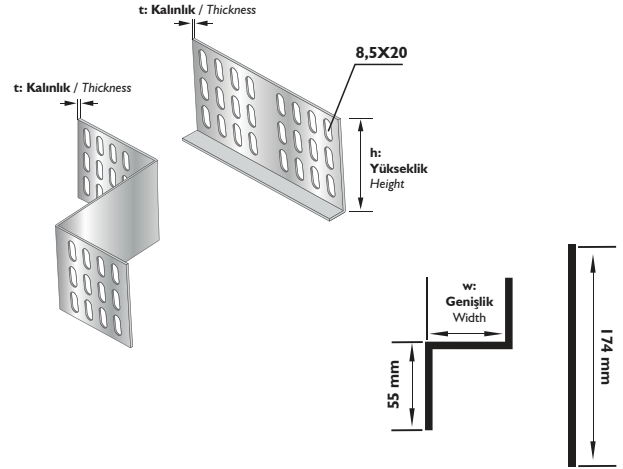 t: Kalınlık / Thickness
8,5X20
t: Kalınlık / Thickness
h:
Yükseklik
Height
w:
Genişlik
Width
55 mm
174 mm